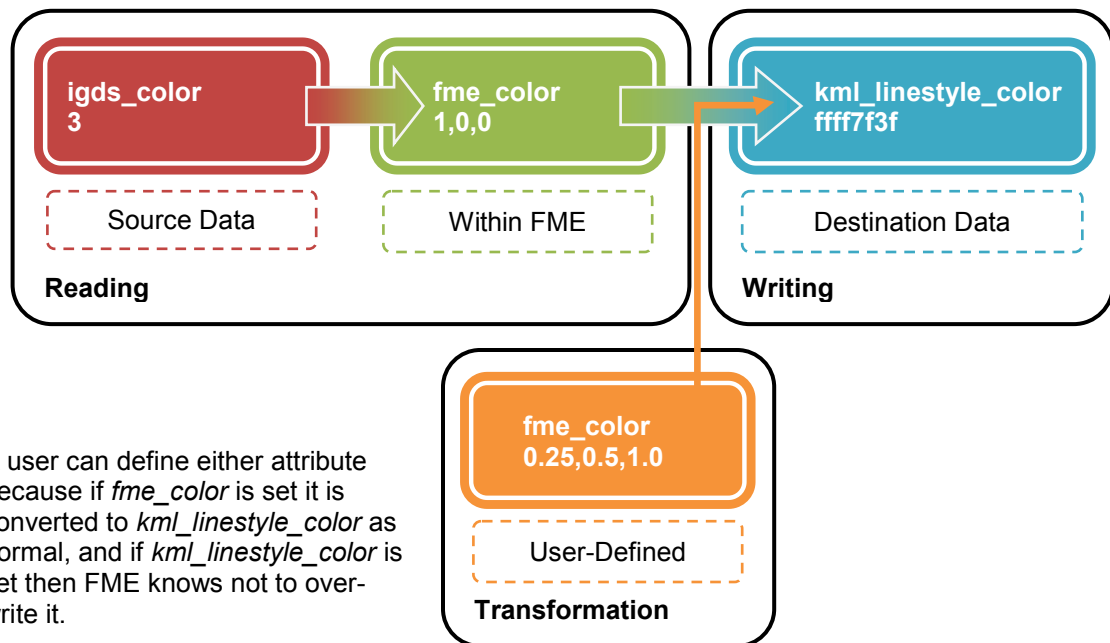 igds_color
3
fme_color
1,0,0
kml_linestyle_color
ffff7f3f
Source Data
Within FME
Destination Data
Reading
Writing
fme_color
0.25,0.5,1.0
User-Defined
Transformation
user can define either attribute
ecause if fme_color is set it is
onverted to kml_linestyle_color as
ormal, and if kml_linestyle_color is
et then FME knows not to over-
rite it.